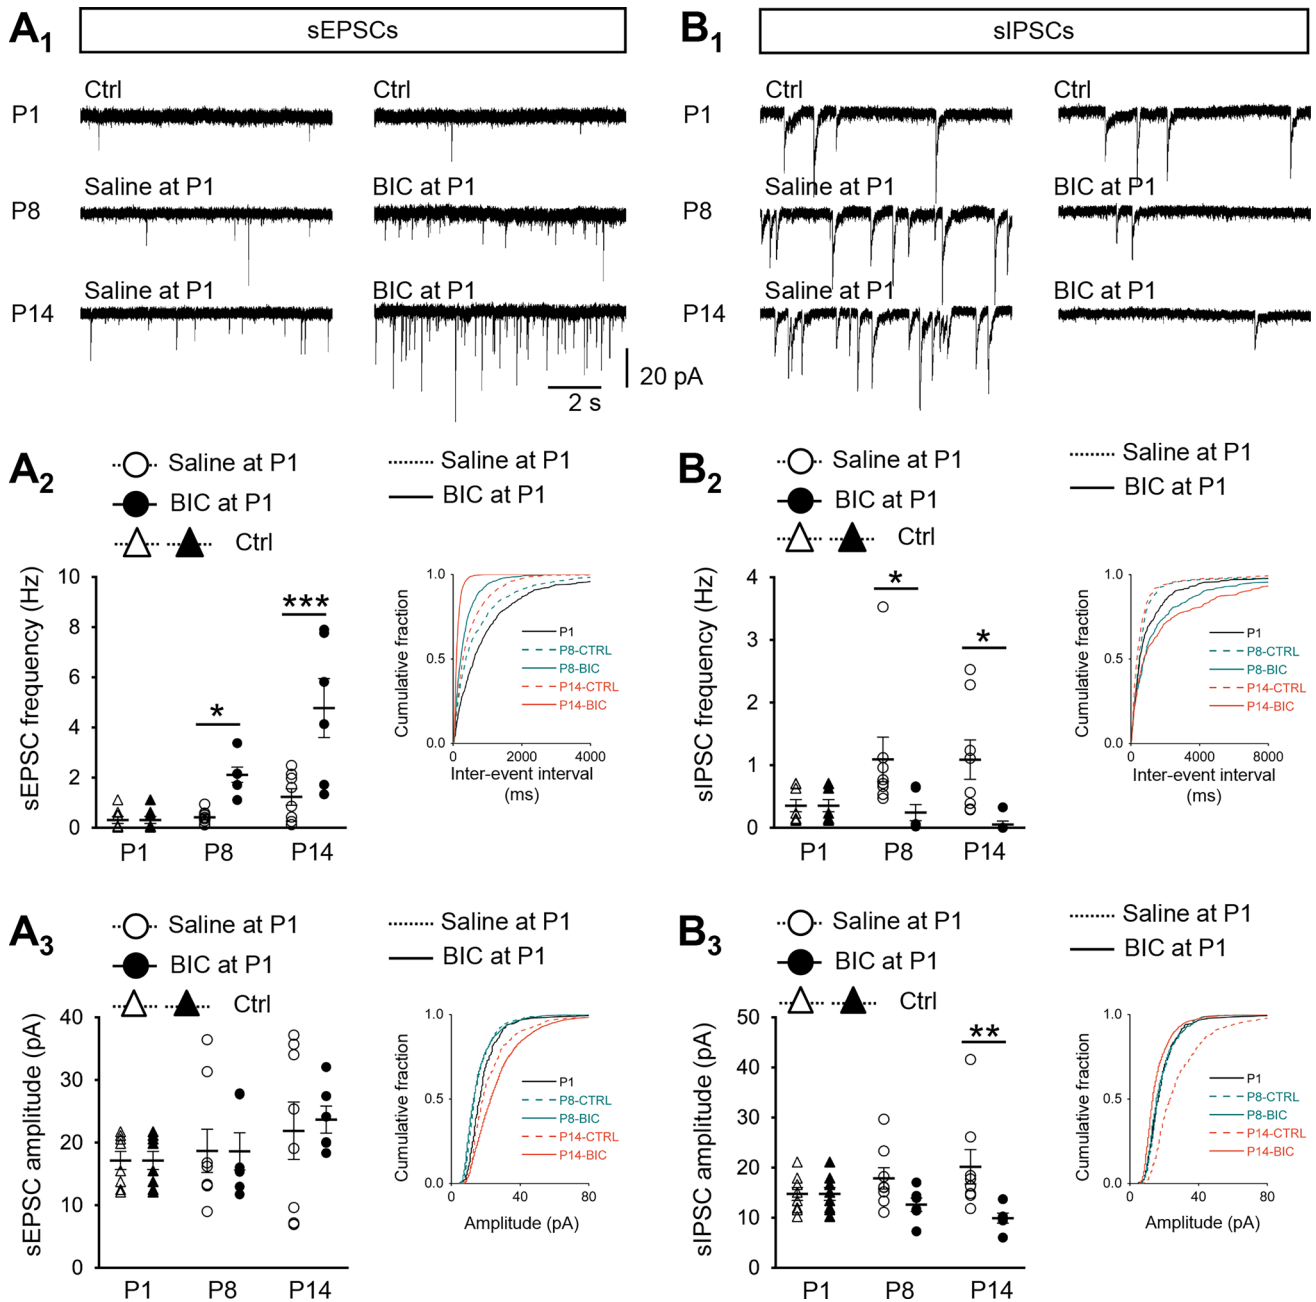 A1
sEPSCs
B1
sIPSCs
Ctrl
Ctrl
P1
P1
Saline at P1
BIC at P1
Saline at P1
BIC at P1
P8
P8
Saline at P1
BIC at P1
Saline at P1
BIC at P1
P14
P14
20 pA
2 s
A2
Saline at P1
BIC at P1
Ctrl
Saline at P1
BIC at P1
sEPSC frequency (Hz)
10
8
6
4
2
0
*
***
P1
P8
P14
Cumulative fraction
1.0
0.5
0.0
P1
P8-CTRL
P8-BIC
P14-CTRL
P14-BIC
0
2000
4000
Inter-event interval
(ms)
B2
Saline at P1
BIC at P1
Ctrl
Saline at P1
BIC at P1
sIPSC frequency (Hz)
4
3
2
1
0
*
*
P1
P8
P14
Cumulative fraction
1.0
0.5
0.0
P1
P8-CTRL
P8-BIC
P14-CTRL
P14-BIC
0
4000
8000
Inter-event interval
(ms)
A3
Saline at P1
BIC at P1
Ctrl
Saline at P1
BIC at P1
sEPSC amplitude (pA)
40
30
20
10
0
P1
P8
P14
Cumulative fraction
1.0
0.5
0.0
P1
P8-CTRL
P8-BIC
P14-CTRL
P14-BIC
0
40
80
Amplitude (pA)
B3
Saline at P1
BIC at P1
Ctrl
Saline at P1
BIC at P1
sIPSC amplitude (pA)
50
40
30
20
10
0
**
P1
P8
P14
Cumulative fraction
1.0
0.5
0.0
P1
P8-CTRL
P8-BIC
P14-CTRL
P14-BIC
0
40
80
Amplitude (pA)